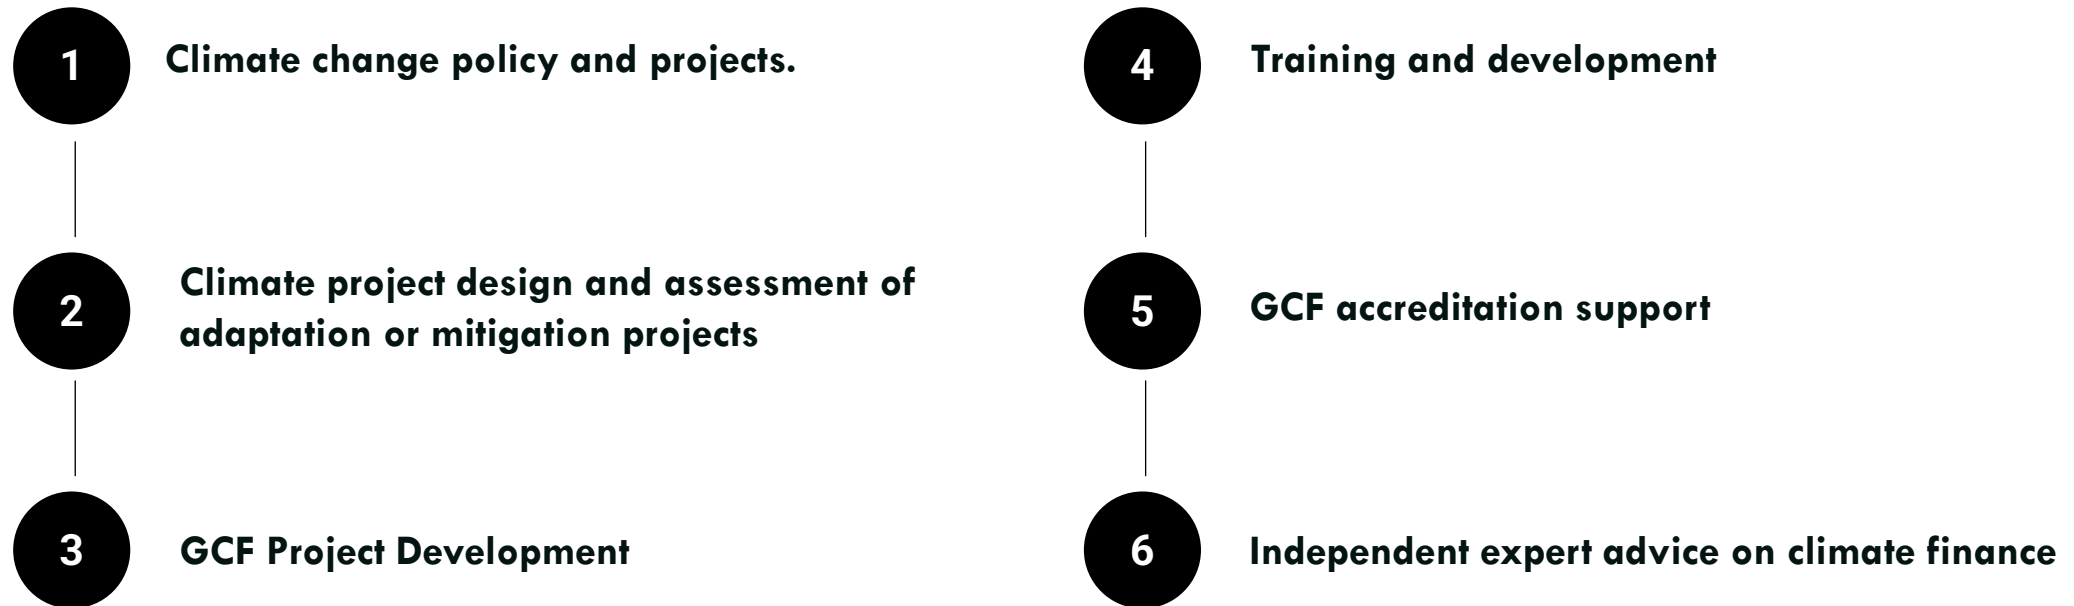 1
Climate change policy and projects.
2
Climate project design and assessment of
adaptation or mitigation projects
3
GCF Project Development
4
Training and development
5
GCF accreditation support
6
Independent expert advice on climate finance